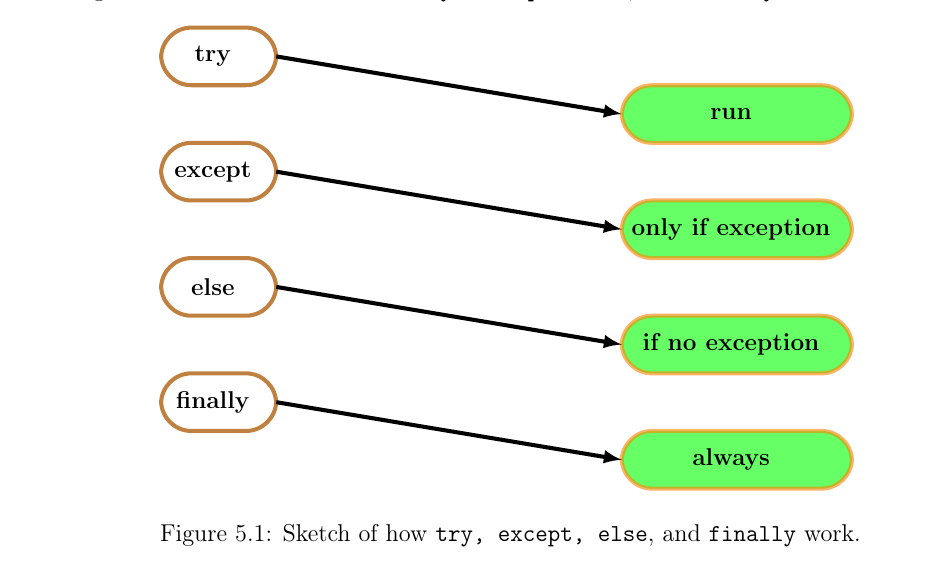 try
run
except
only if exception
else
if no exception
finally
always
Figure 5.1: Sketch of how try, except, else, and finally work.